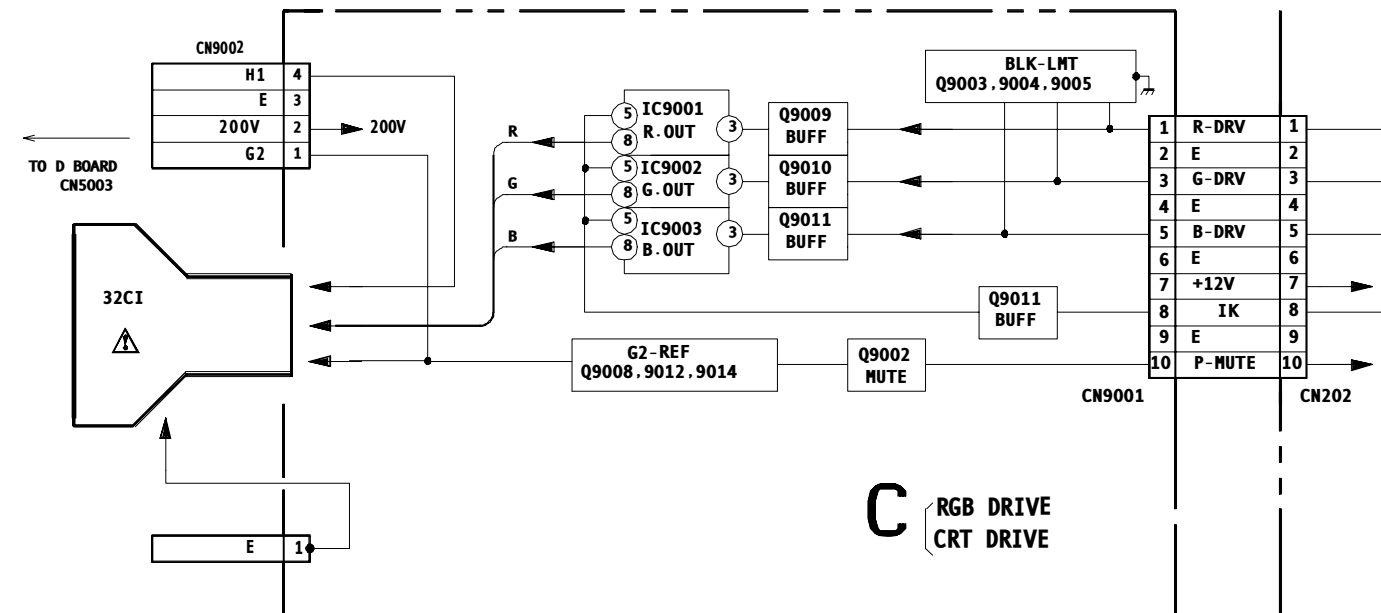 CN9002
H1 4
E 3
200V 2
G2 1
200V
TO D BOARD
CN5003
32CI
E 1
R
G
B
5
8
IC9001
R.OUT
3
5
8
IC9002
G.OUT
3
5
8
IC9003
B.OUT
3
Q9009
BUFF
Q9010
BUFF
Q9011
BUFF
BLK-LMT
Q9003,9004,9005
Q9011
BUFF
G2-REF
Q9008,9012,9014
Q9002
MUTE
1 R-DRV 1
2 E 2
3 G-DRV 3
4 E 4
5 B-DRV 5
6 E 6
7 +12V 7
8 IK 8
9 E 9
10 P-MUTE 10
CN9001
CN202
C
RGB DRIVE
CRT DRIVE